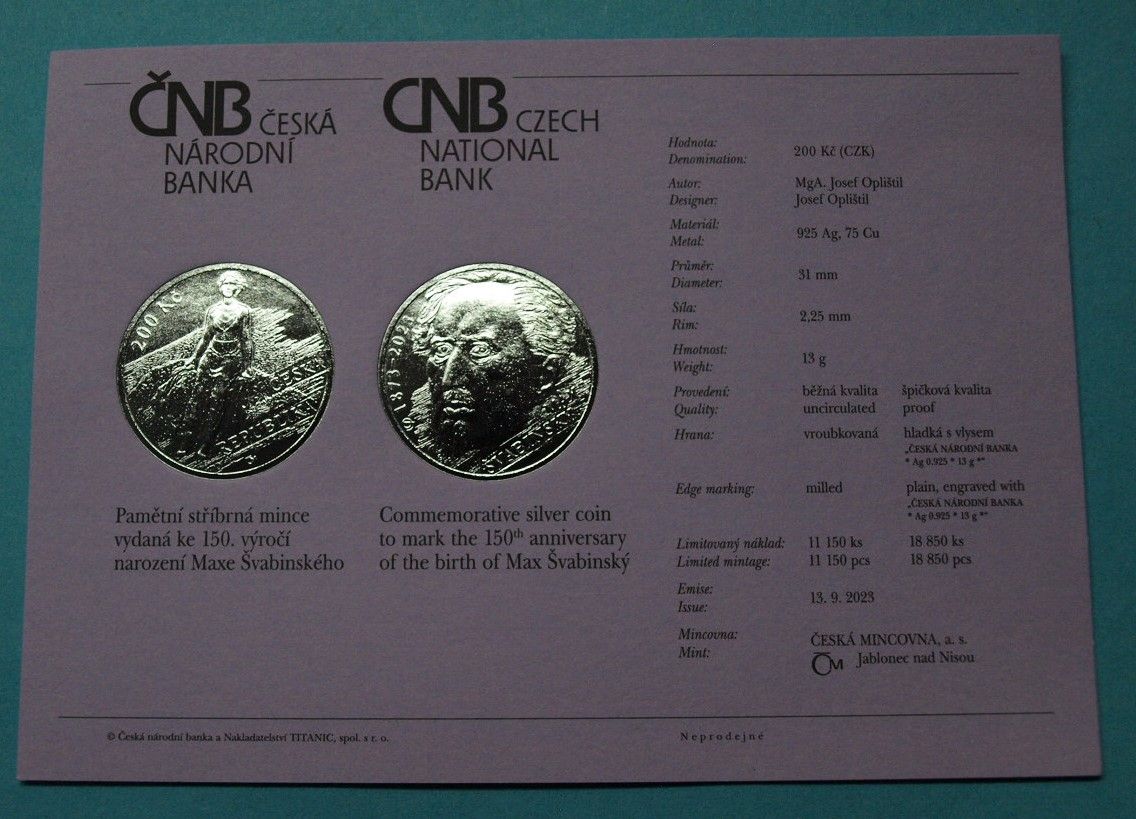 ČNB ČESKÁ
NÁRODNÍ
BANKA
CNB CZECH
NATIONAL
BANK
200 Kč
ČESKÁ
REPUBLIKA
1873–202
ŠVABINSK
Pamětní stříbrná mince
vydaná ke 150. výročí
narození Maxe Švabinského
Commemorative silver coin
to mark the 150th anniversary
of the birth of Max Švabinský
Hodnota:
Denomination: 200 Kč (CZK)
Autor: MgA. Josef Oplištil
Designer: Josef Oplištil
Materiál:
Metal: 925 Ag, 75 Cu
Průměr:
Diameter: 31 mm
Síla:
Rim: 2,25 mm
Hmotnost:
Weight: 13 g
Provedení: běžná kvalita špičková kvalita
Quality: uncirculated proof
Hrana: vroubkovaná hladká s vlysem
„ČESKÁ NÁRODNÍ BANKA
* Ag 0.925 * 13 g *“
Edge marking: milled plain, engraved with
„ČESKÁ NÁRODNÍ BANKA
* Ag 0.925 * 13 g *“
Limitovaný náklad: 11 150 ks 18 850 ks
Limited mintage: 11 150 pcs 18 850 pcs
Emise:
Issue: 13. 9. 2023
Mincovna: ČESKÁ MINCOVNA, a. s.
Mint: ČM Jablonec nad Nisou
© Česká národní banka a Nakladatelství TITANIC, spol. s r. o.
Neprodejné